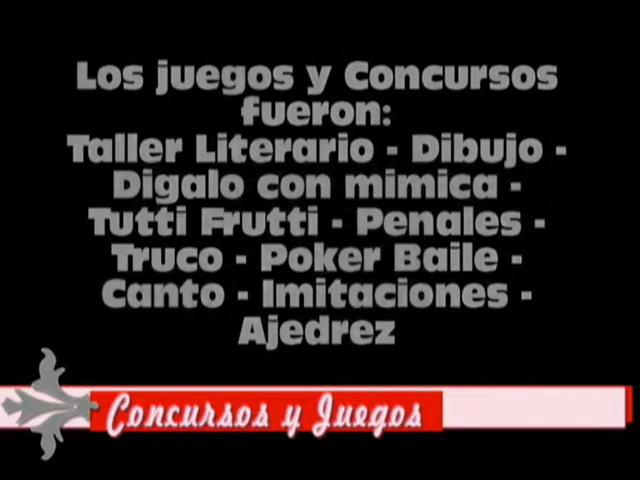 Los juegos y Concursos
fueron:
Taller Literario - Dibujo -
Digalo con mimica -
Tutti Frutti - Penales -
Truco - Poker Baile -
Canto - Imitaciones -
Ajedrez
Concursos y Juegos